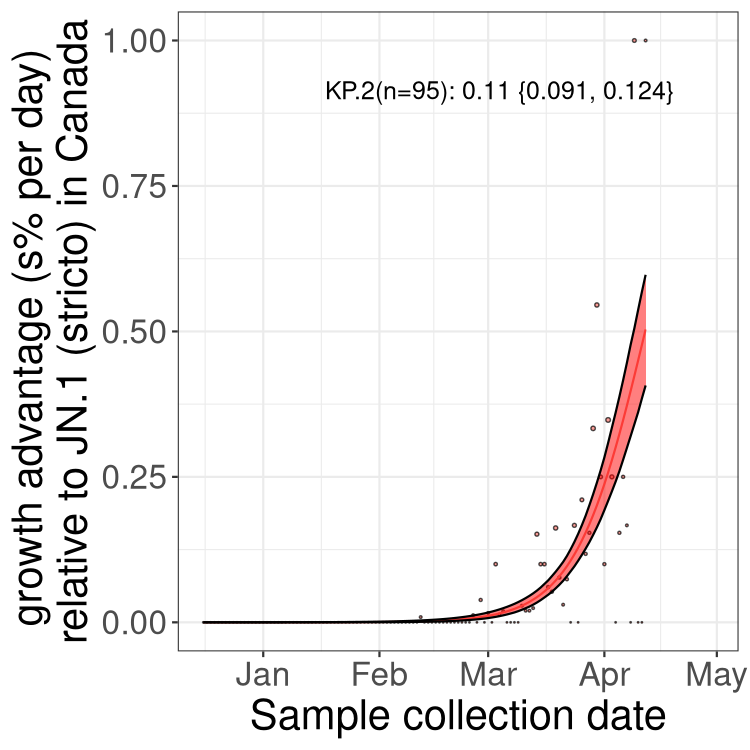 growth advantage (s% per day)
relative to JN.1 (stricto) in Canada
1.00
0.75
0.50
0.25
0.00
KP.2(n=95): 0.11 {0.091, 0.124}
Jan Feb Mar Apr May
Sample collection date